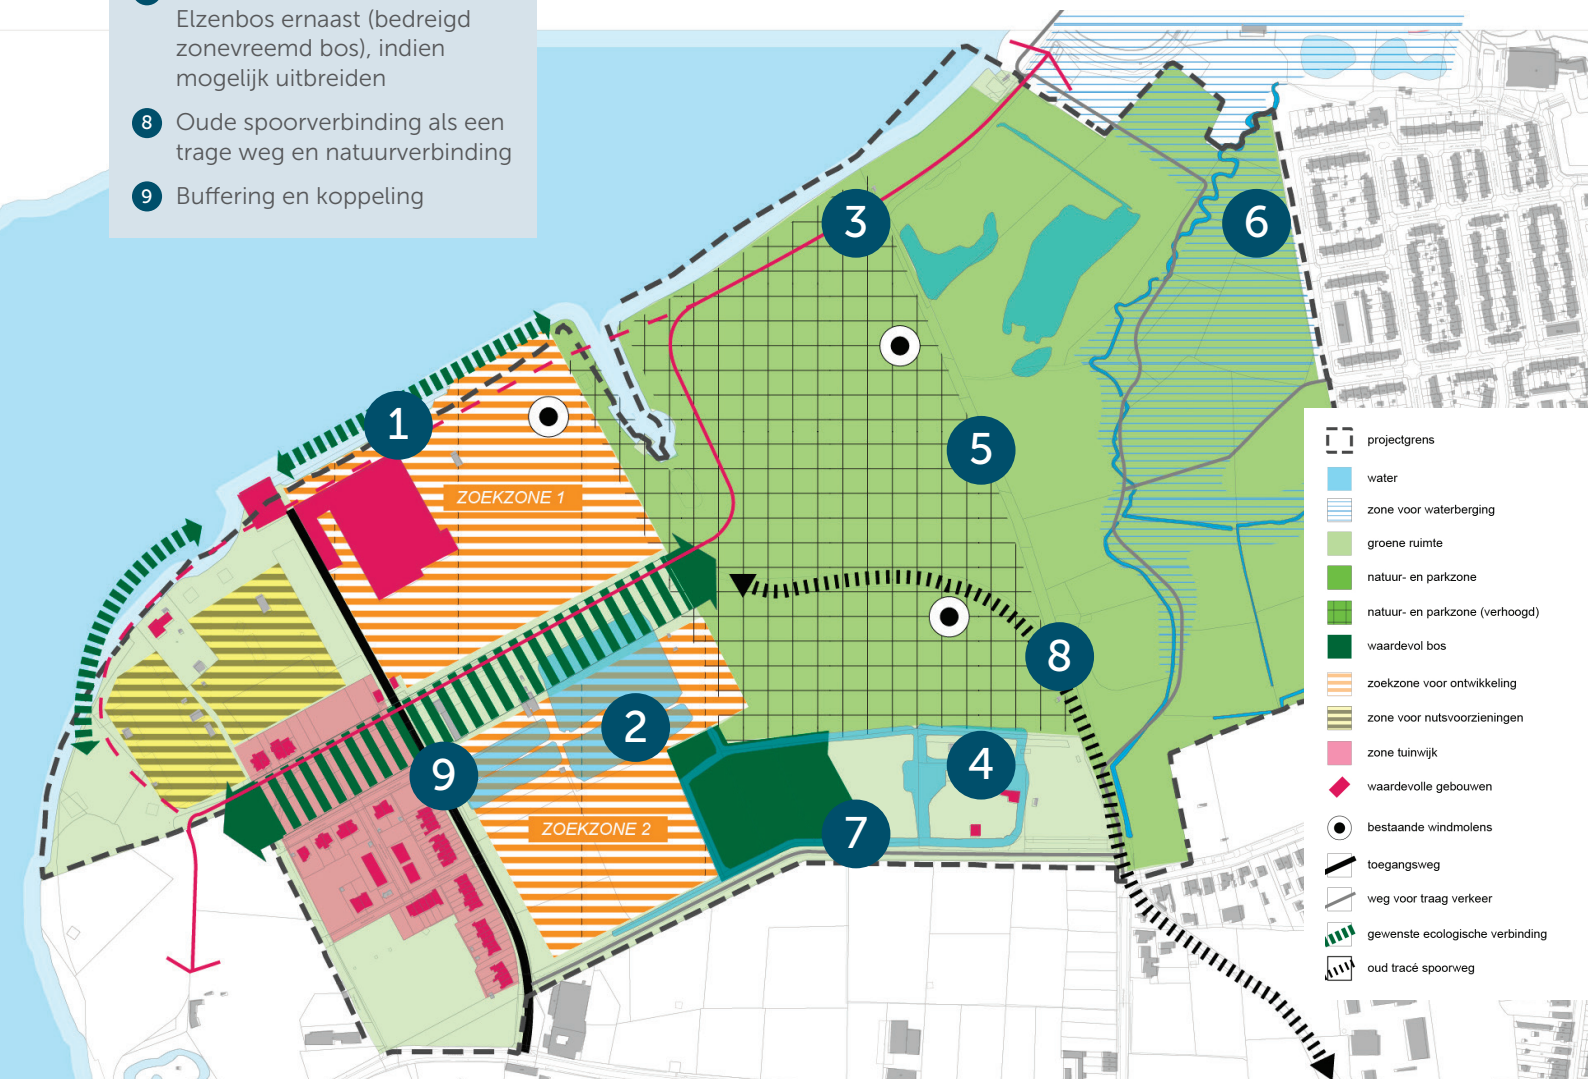 Elzenbos ernaast (bedreigd
zonevreemd bos), indien
mogelijk uitbreiden
8 Oude spoorverbinding als een
trage weg en natuurverbinding
9 Buffering en koppeling
3
6
1
5
ZOEKZONE 1
8
2
4
9
7
ZOEKZONE 2
projectgrens
water
zone voor waterberging
groene ruimte
natuur- en parkzone
natuur- en parkzone (verhoogd)
waardevol bos
zoekzone voor ontwikkeling
zone voor nutsvoorzieningen
zone tuinwijk
waardevolle gebouwen
bestaande windmolens
toegangsweg
weg voor traag verkeer
gewenste ecologische verbinding
oud tracé spoorweg